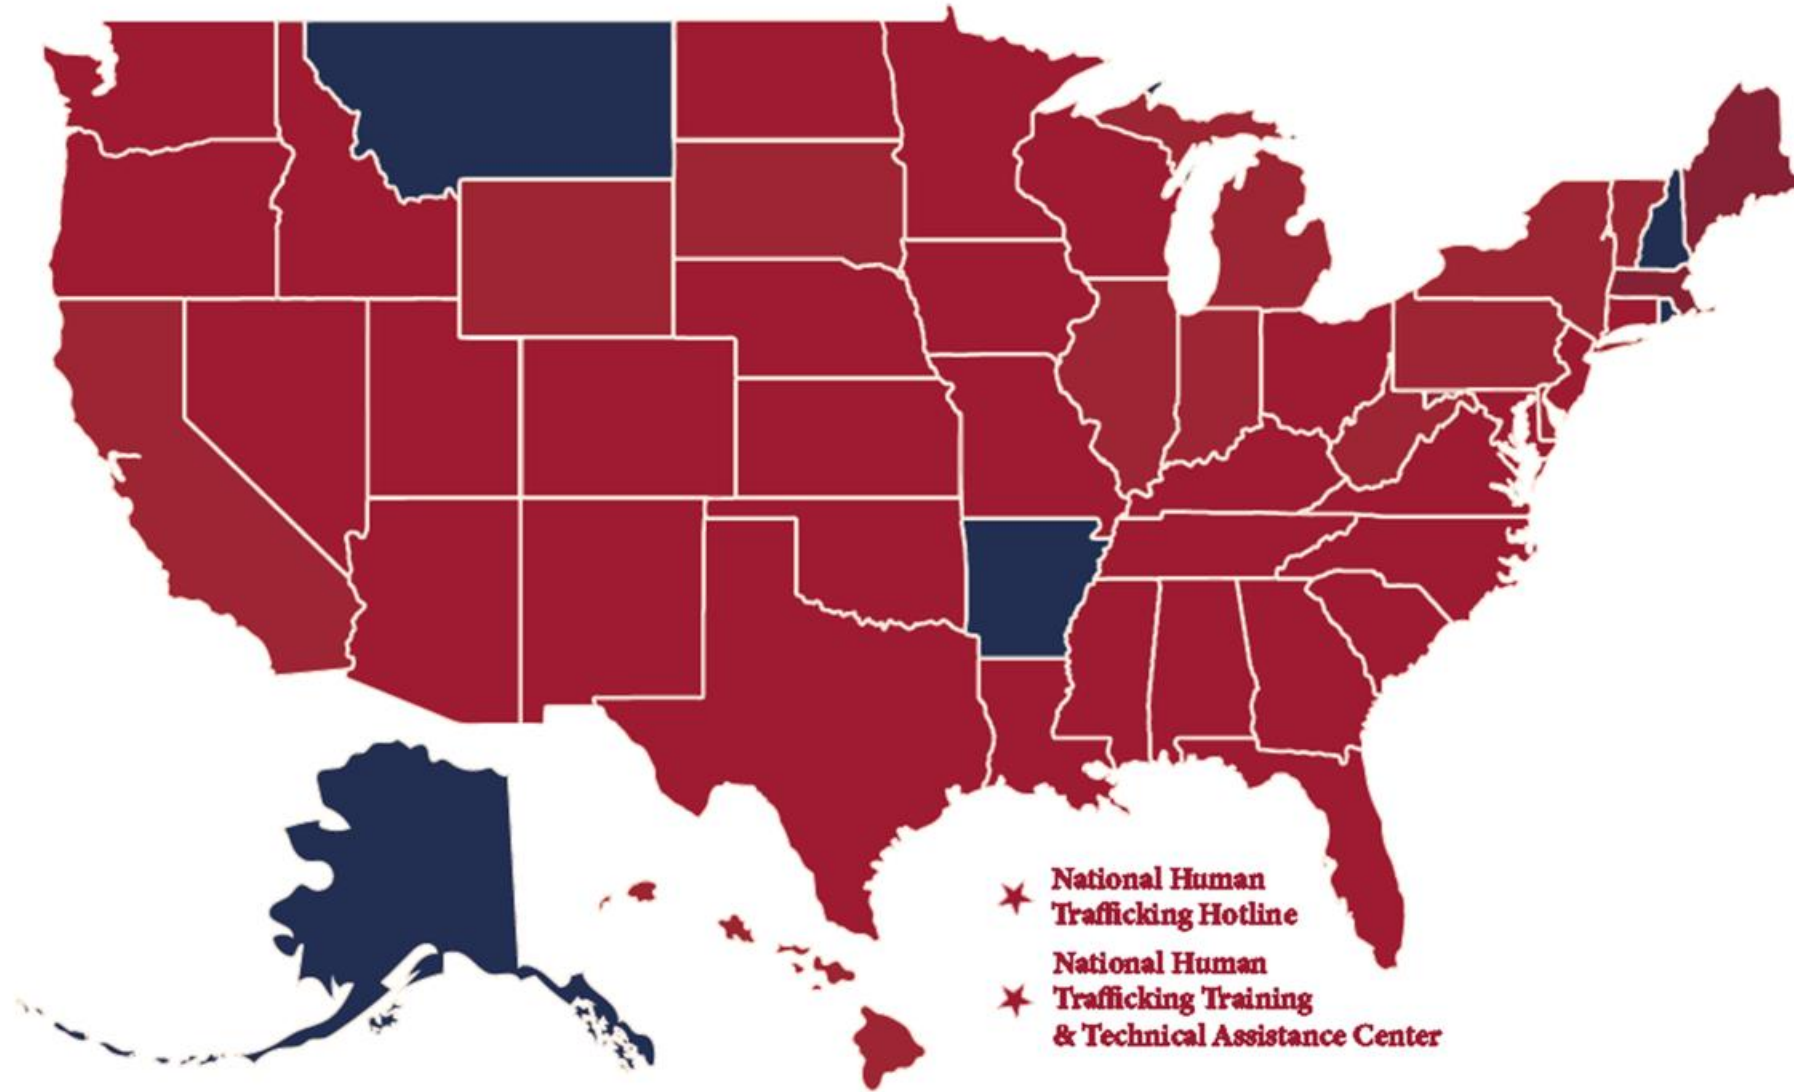 National Human
Trafficking Hotline
National Human
Trafficking Training
& Technical Assistance Center